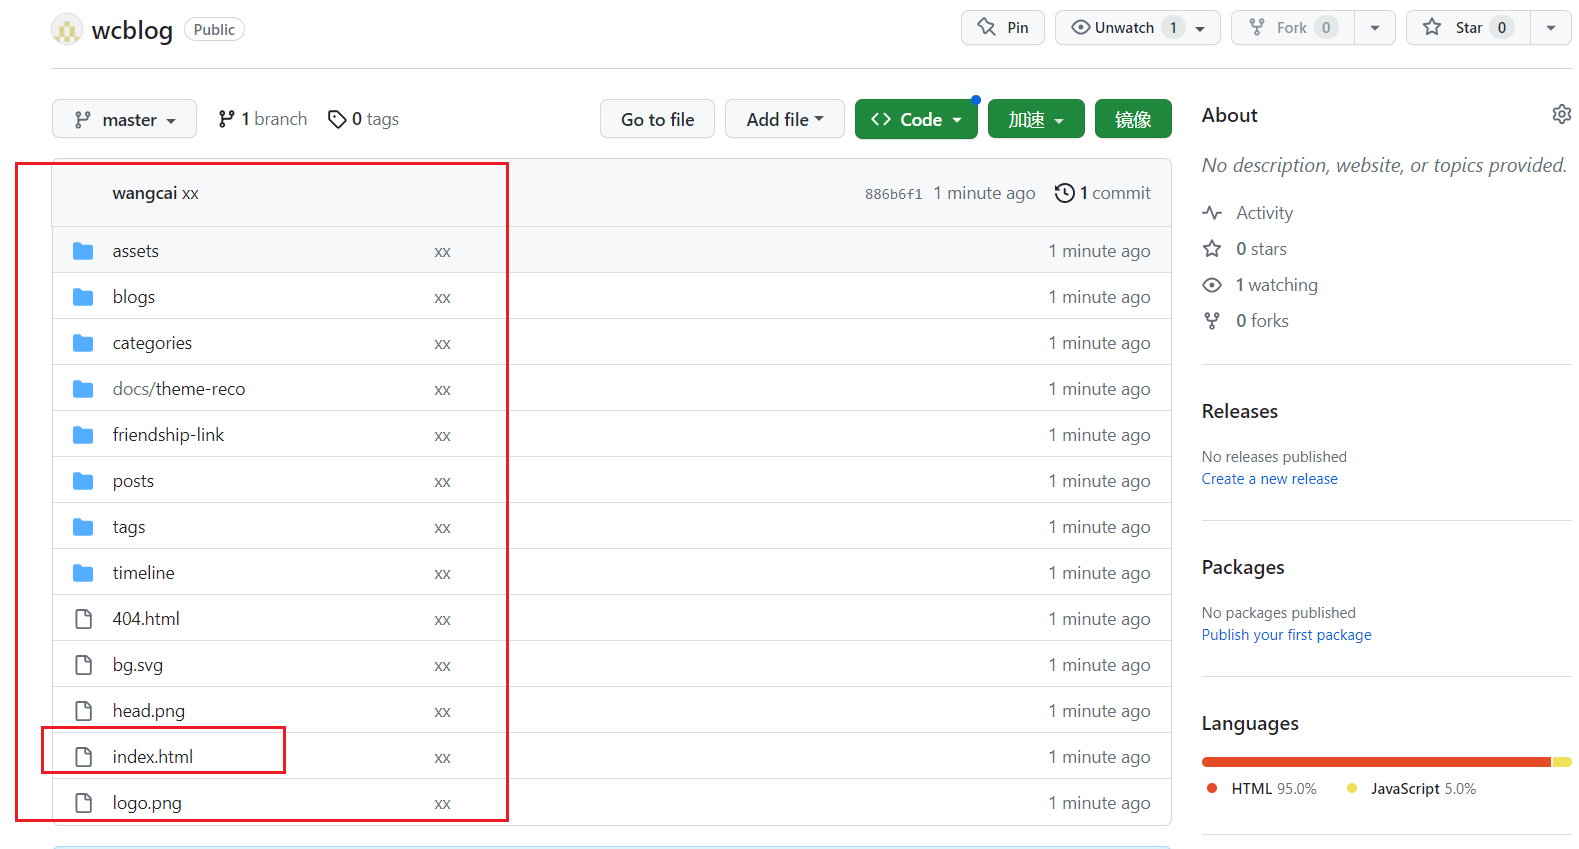 wcblog Public Pin Unwatch 1 Fork 0 Star 0
master 1 branch 0 tags Go to file Add file Code 加速 镜像
wangcai xx 886b6f1 1 minute ago 1 commit
assets xx 1 minute ago
blogs xx 1 minute ago
categories xx 1 minute ago
docs/theme-reco xx 1 minute ago
friendship-link xx 1 minute ago
posts xx 1 minute ago
tags xx 1 minute ago
timeline xx 1 minute ago
404.html xx 1 minute ago
bg.svg xx 1 minute ago
head.png xx 1 minute ago
index.html xx 1 minute ago
logo.png xx 1 minute ago
About
No description, website, or topics provided.
Activity
0 stars
1 watching
0 forks
Releases
No releases published
Create a new release
Packages
No packages published
Publish your first package
Languages
HTML 95.0% JavaScript 5.0%